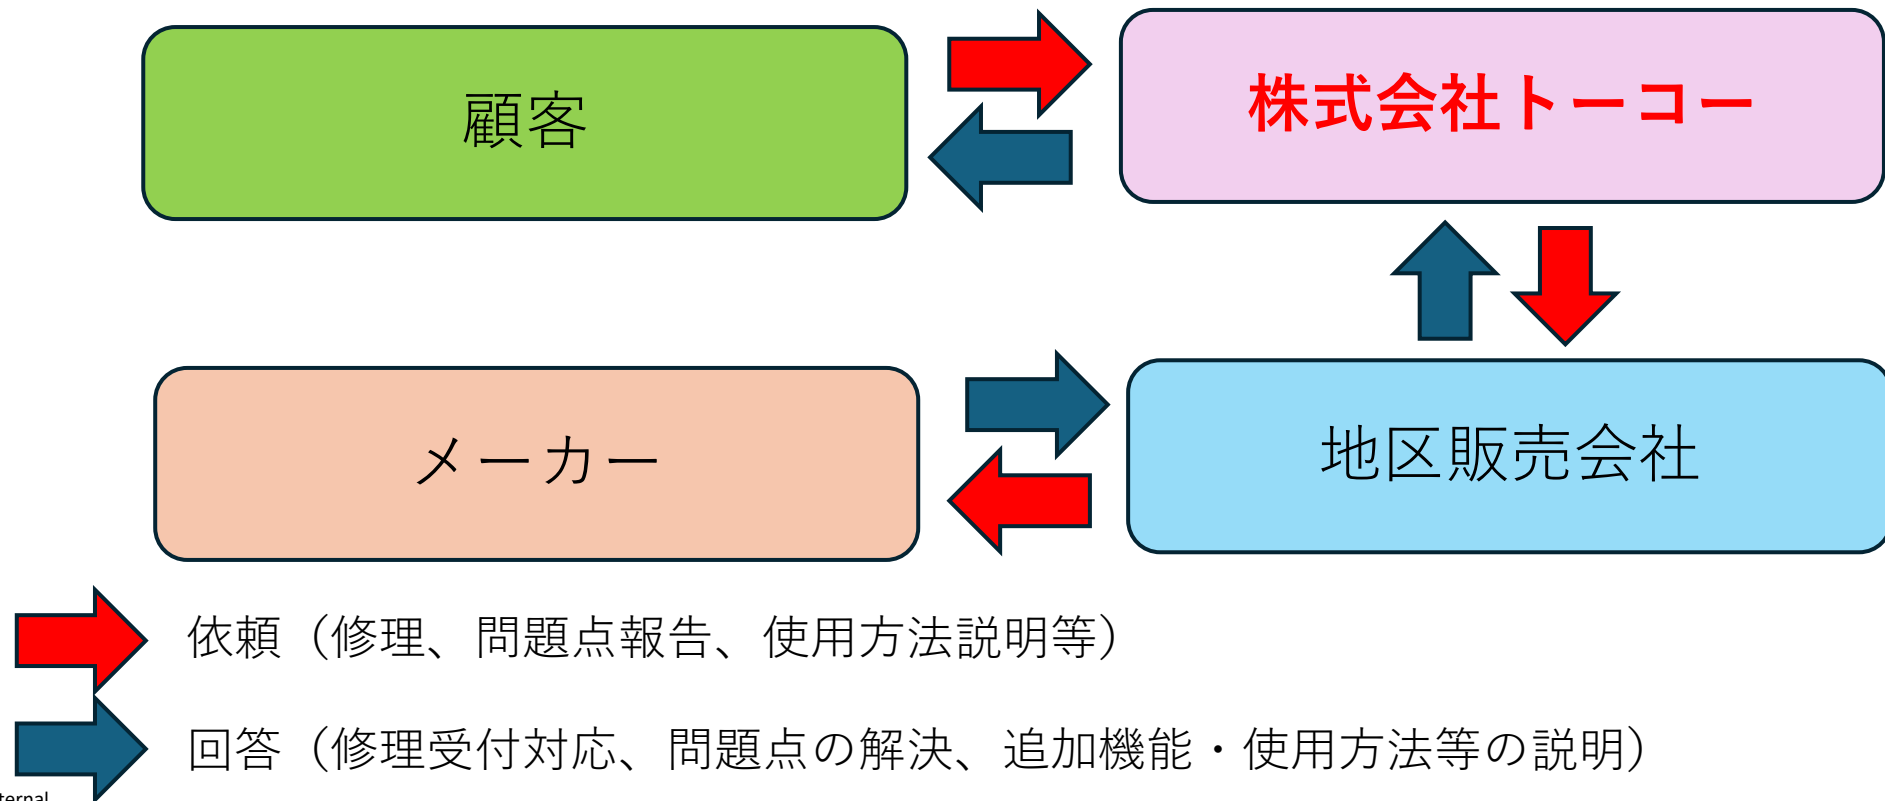 顧客
株式会社トーコー
メーカー
地区販売会社
依頼（修理、問題点報告、使用方法説明等）
回答（修理受付対応、問題点の解決、追加機能・使用方法等の説明）